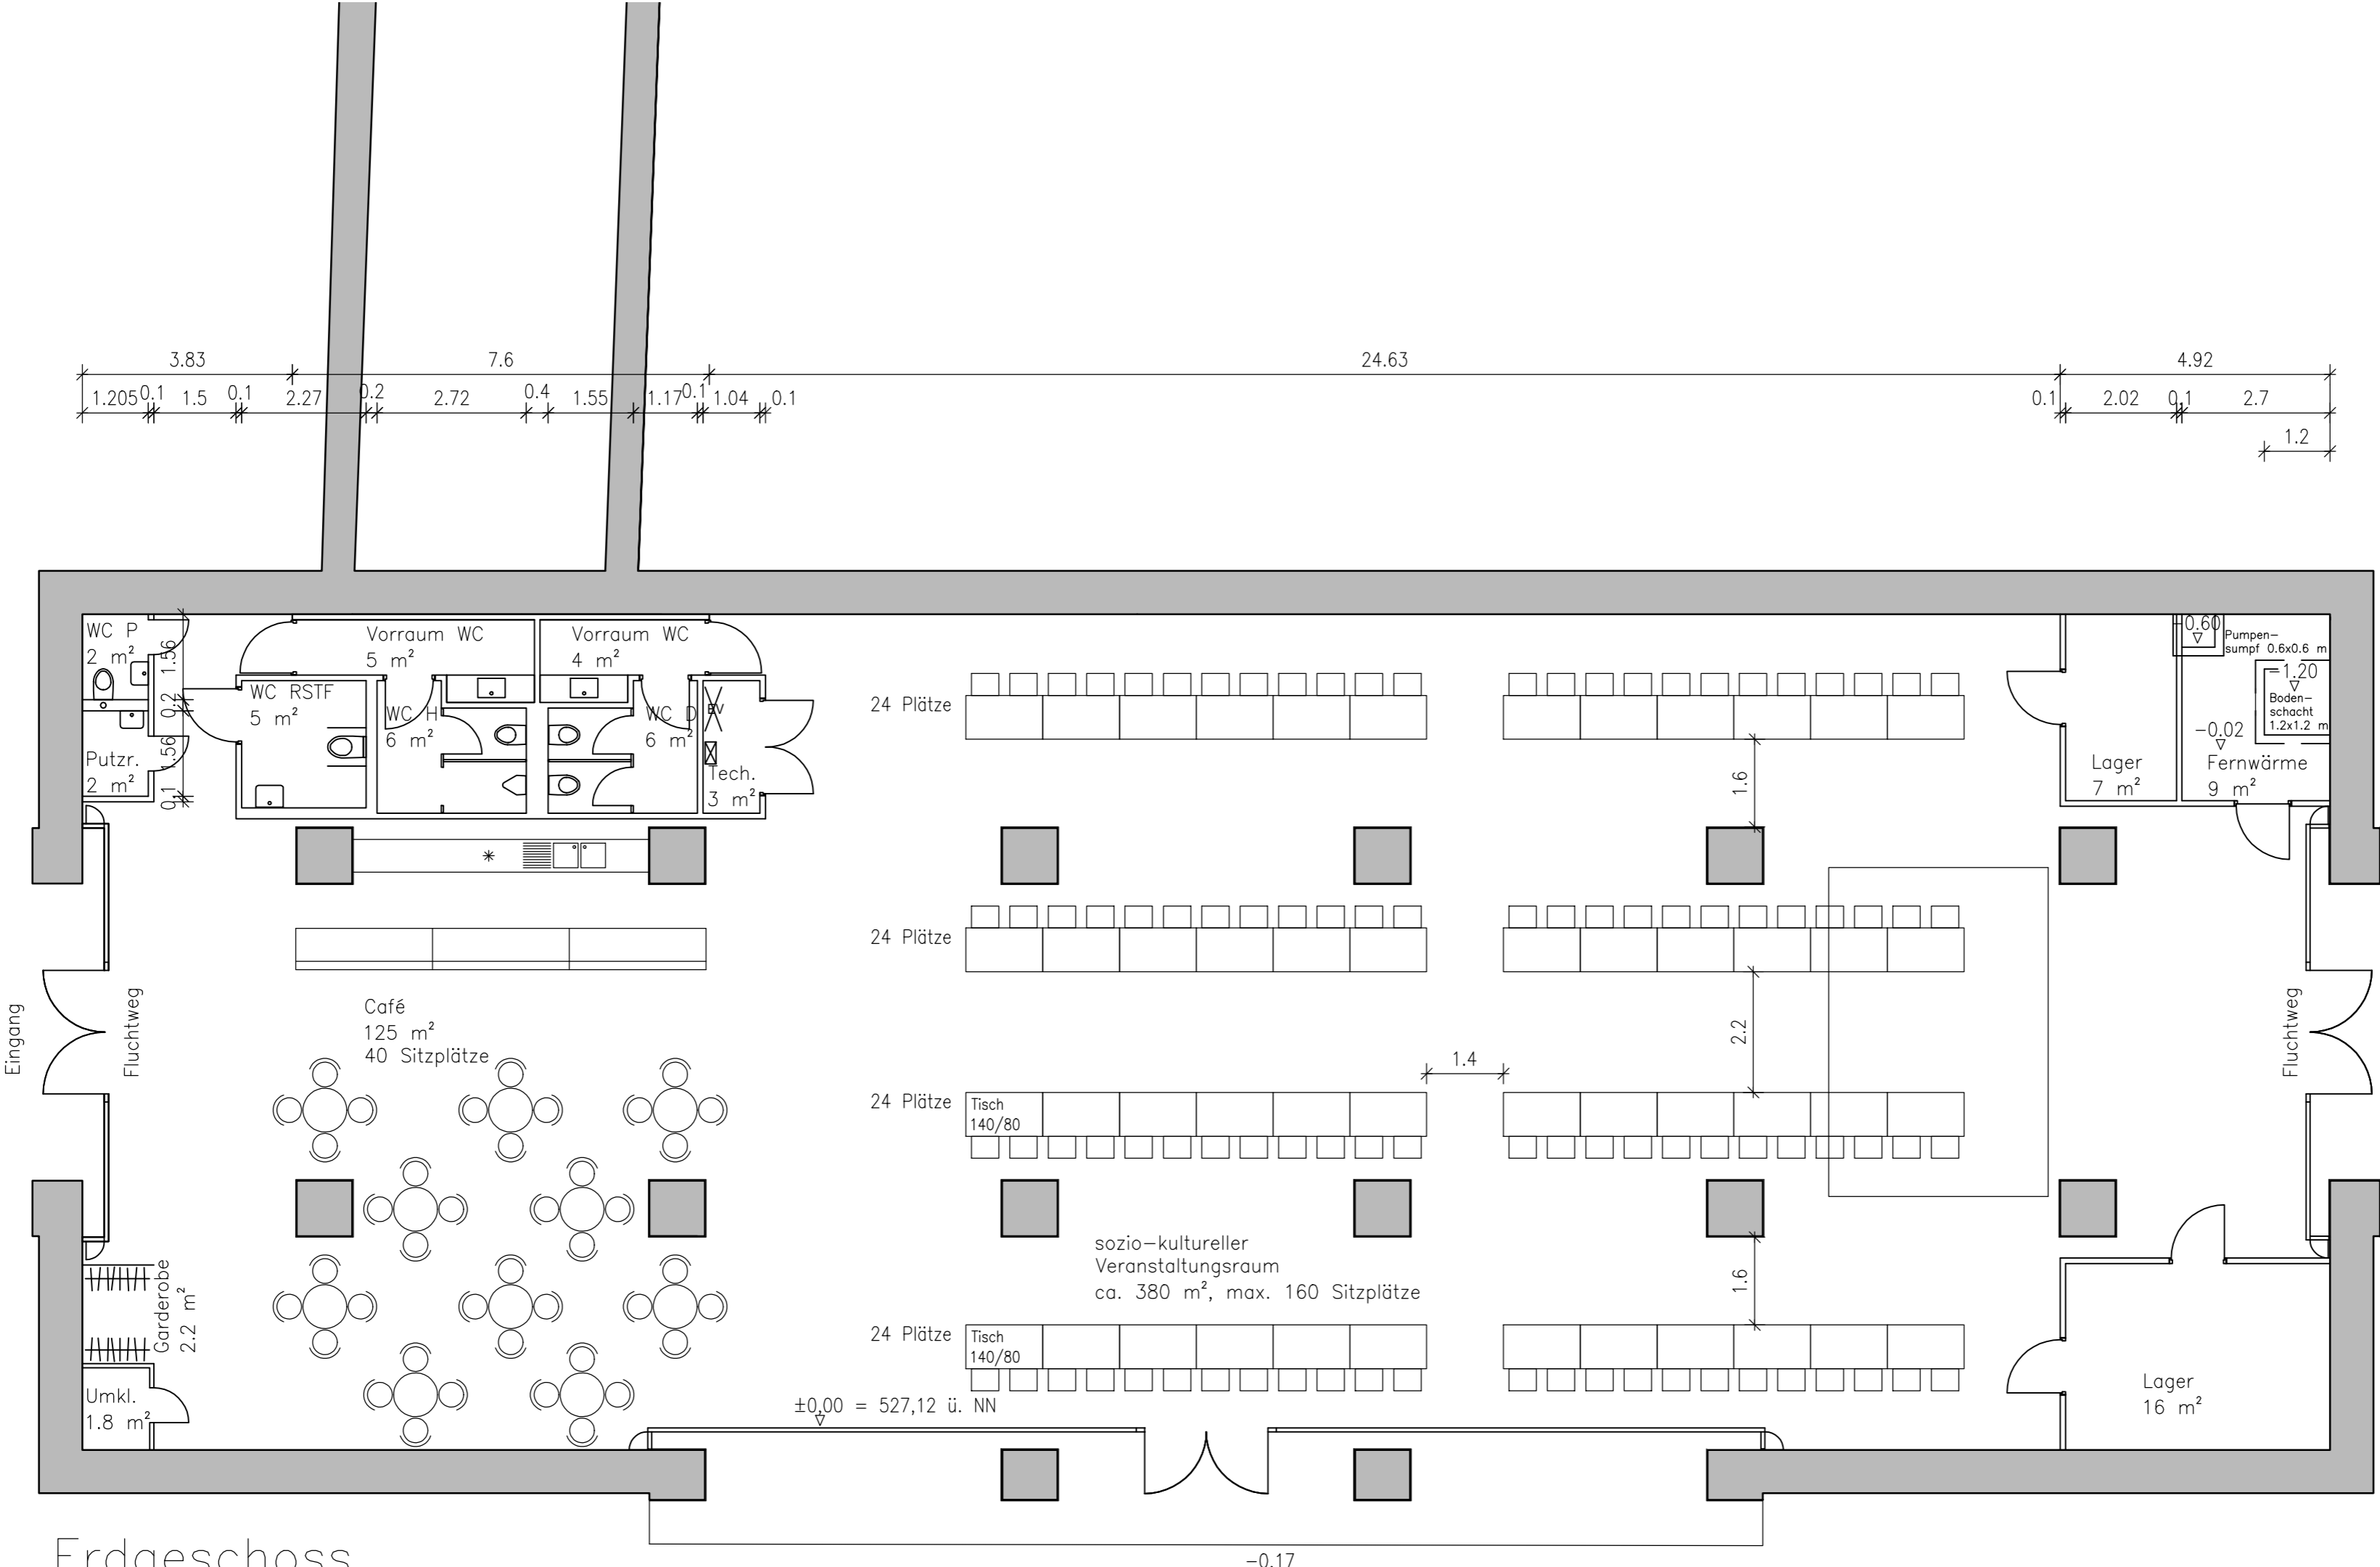 3.83 7.6 24.63 4.92
1.205 0.1 1.5 0.1 2.27 0.2 2.72 0.4 1.55 1.17 0.1 1.04 0.1 0.1 2.02 0.1 2.7
1.2
WC P
2 m²
1.56
0.2
1.56
0.1
Putzr.
2 m²
Vorraum WC
5 m²
Vorraum WC
4 m²
WC RSTF
5 m²
WC H
6 m²
WC D
6 m²
EV
Tech.
3 m²
24 Plätze
1.6
Lager
7 m²
0.60
Pumpen-
sumpf 0.6x0.6 m
-1.20
Boden-
schacht
1.2x1.2 m
-0.02
Fernwärme
9 m²
24 Plätze
Eingang
Fluchtweg
Café
125 m²
40 Sitzplätze
2.2
1.4
Fluchtweg
24 Plätze
Tisch
140/80
sozio-kultureller
Veranstaltungsraum
ca. 380 m², max. 160 Sitzplätze
1.6
Garderobe
2.2 m²
24 Plätze
Tisch
140/80
Umkl.
1.8 m²
±0,00 = 527,12 ü. NN
Lager
16 m²
Erdgeschoss
-0.17